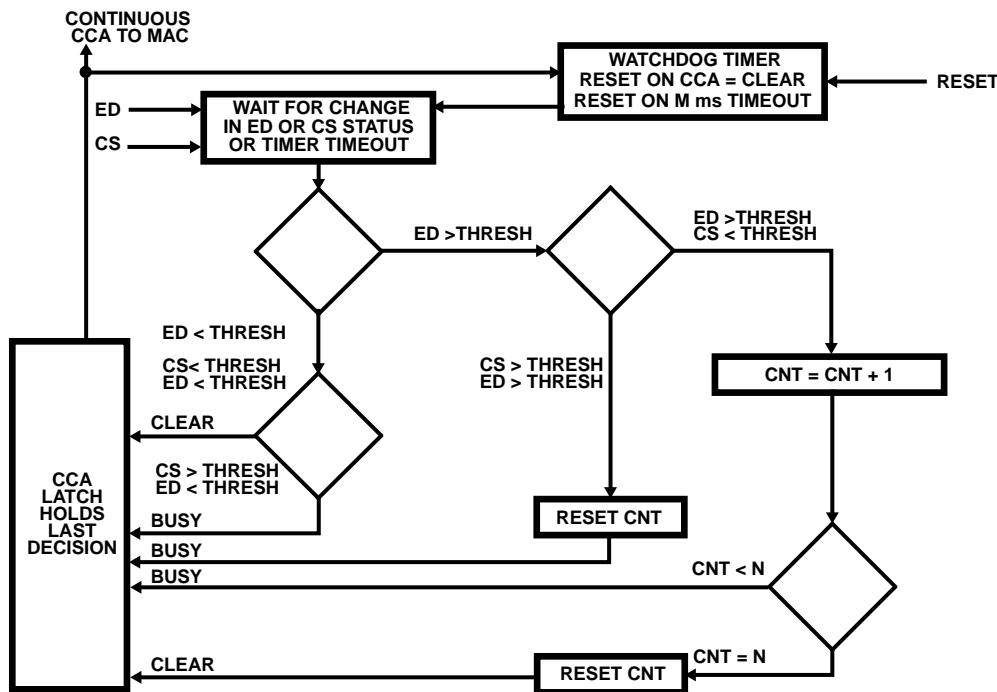 CONTINUOUS
CCA TO MAC
WATCHDOG TIMER
RESET ON CCA = CLEAR
RESET ON M ms TIMEOUT
RESET
ED
CS
WAIT FOR CHANGE
IN ED OR CS STATUS
OR TIMER TIMEOUT
ED >THRESH
ED >THRESH
CS < THRESH
ED < THRESH
CS< THRESH
ED < THRESH
CS > THRESH
ED > THRESH
CNT = CNT + 1
CLEAR
CS > THRESH
ED < THRESH
CCA
LATCH
HOLDS
LAST
DECISION
BUSY
RESET CNT
BUSY
BUSY
CNT < N
CLEAR
RESET CNT
CNT = N